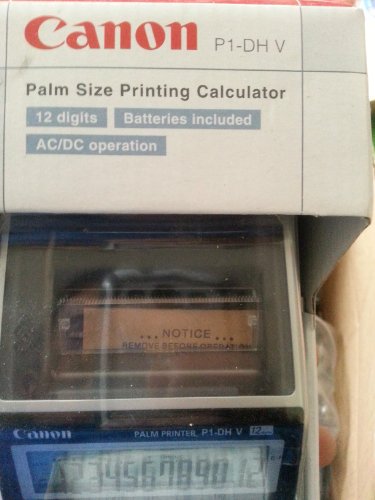 Canon P1-DH V
Palm Size Printing Calculator
12 digits Batteries included
AC/DC operation
... NOTICE ...
REMOVE BEFORE OPERATION
Canon PALM PRINTER P1-DH V 12